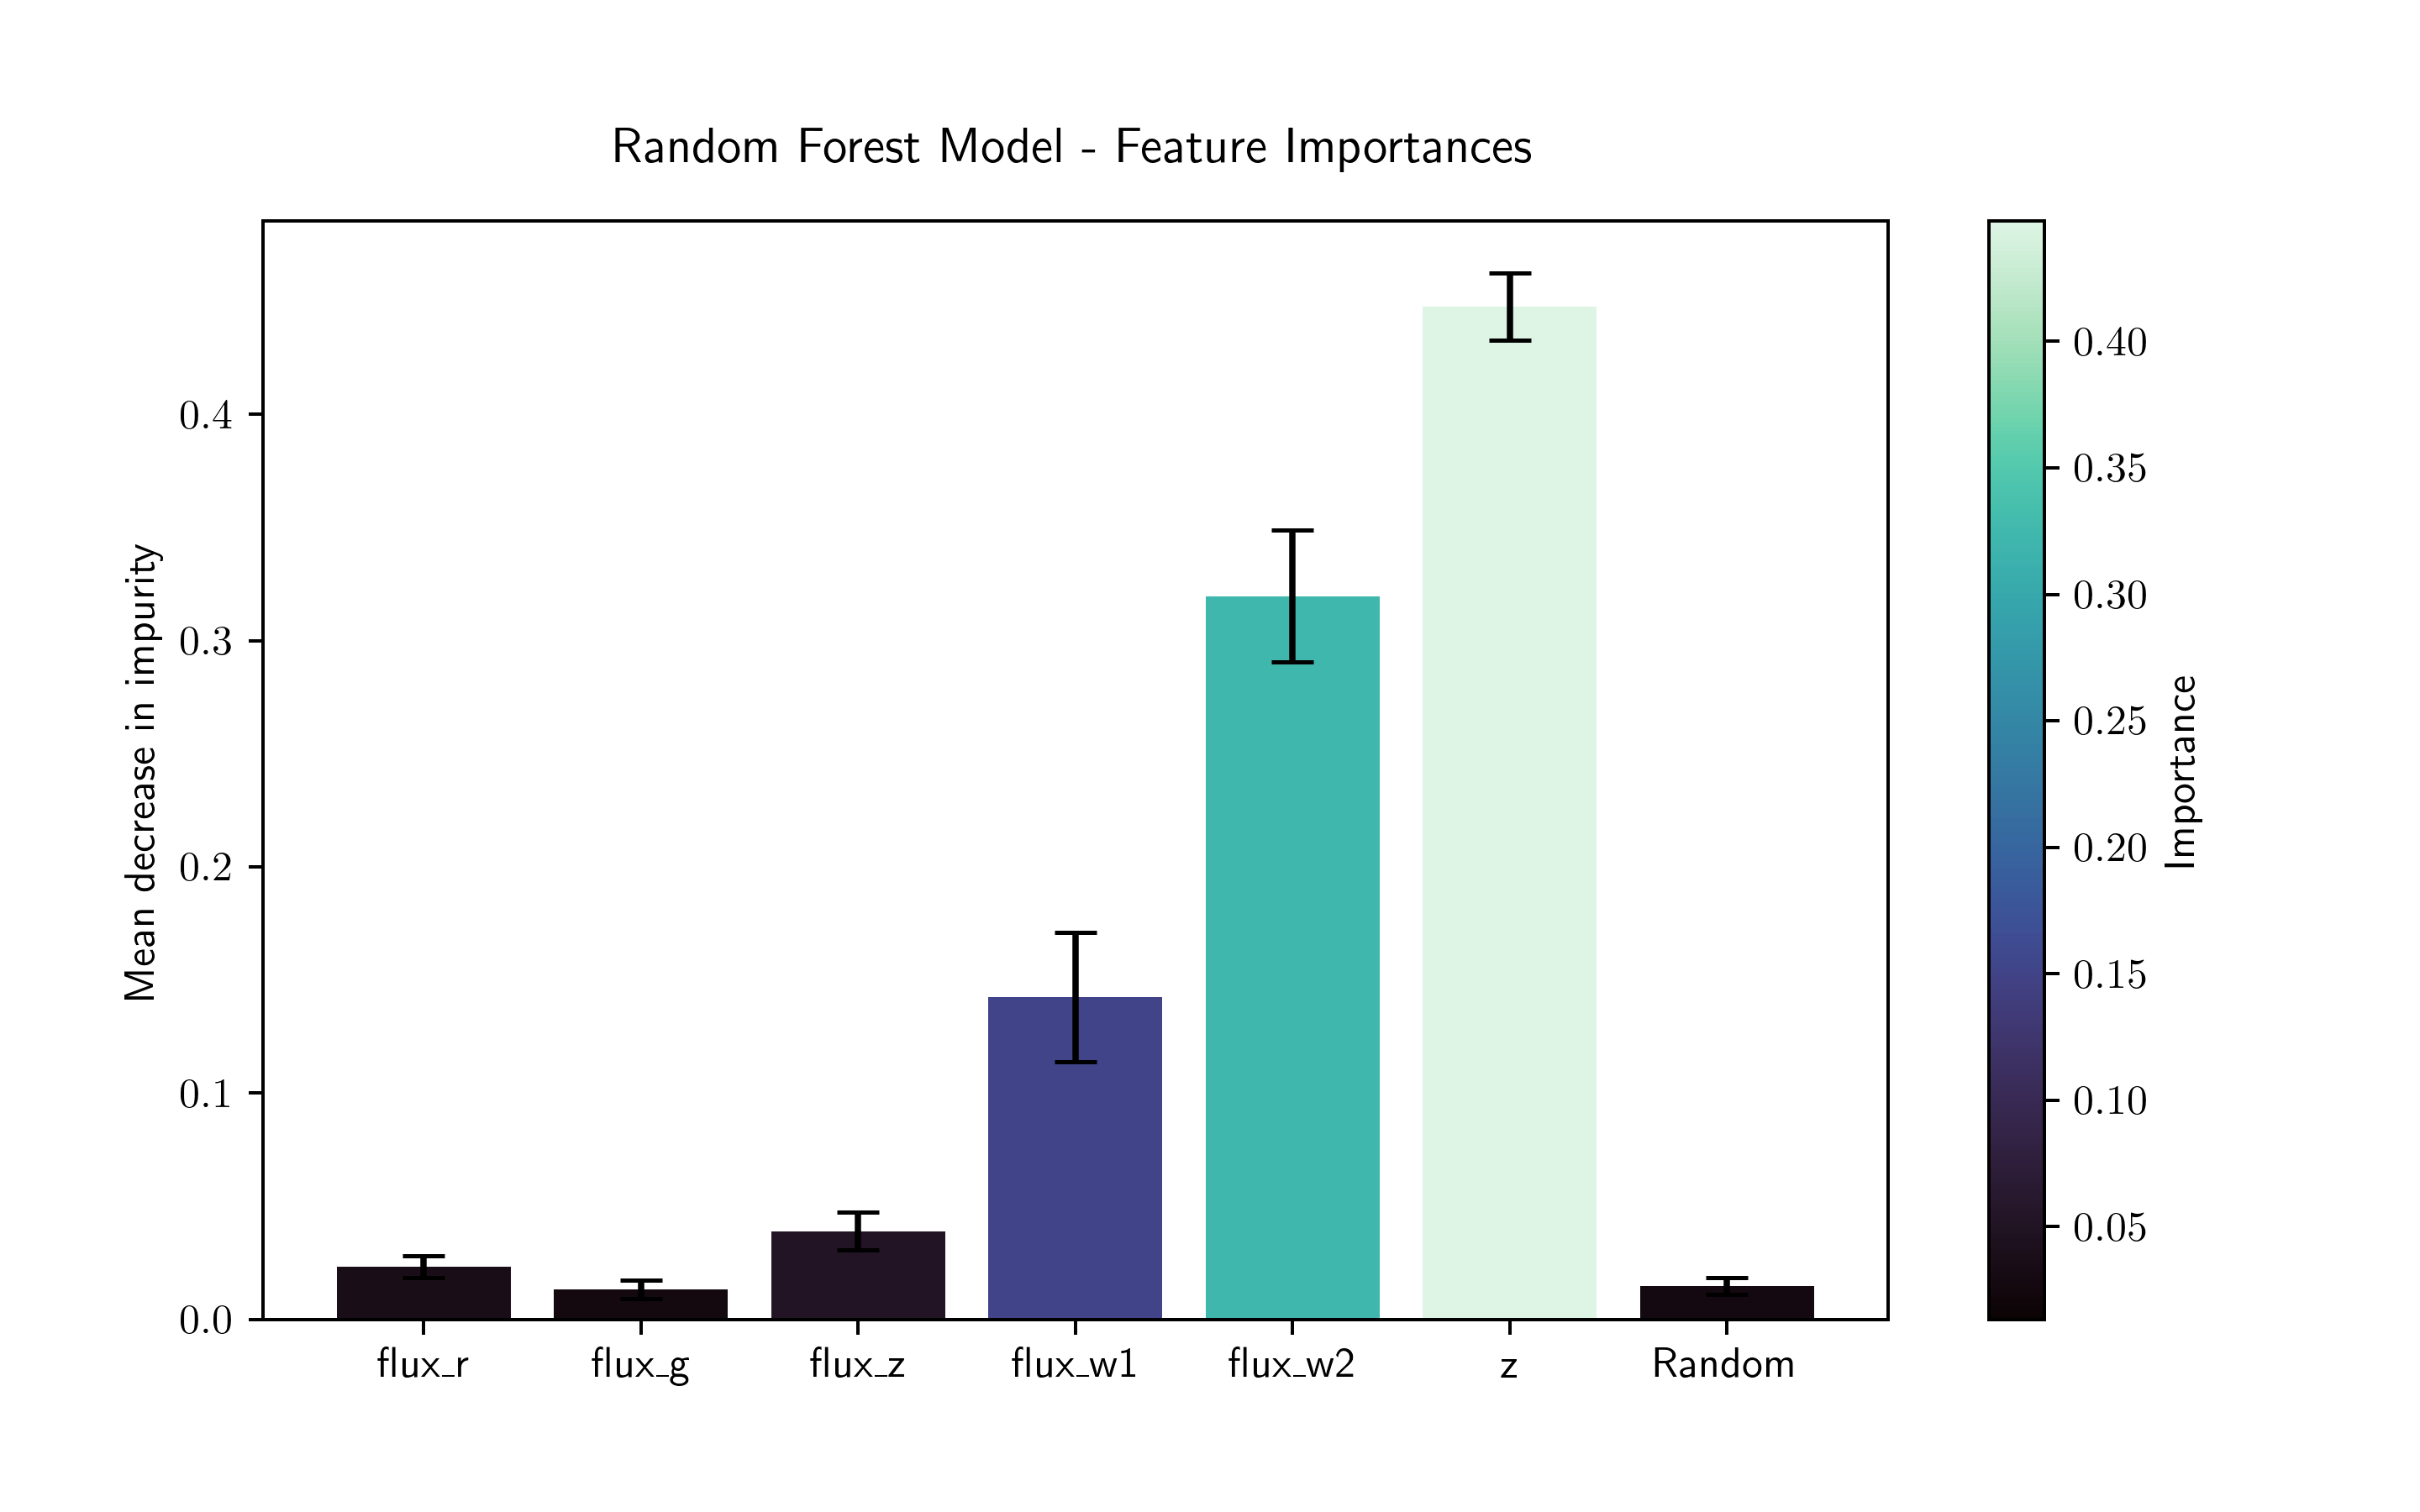 Random Forest Model - Feature Importances
Mean decrease in impurity
0.4
0.3
0.2
0.1
0.0
flux_r
flux_g
flux_z
flux_w1
flux_w2
z
Random
0.40
0.35
0.30
0.25
0.20
0.15
0.10
0.05
Importance